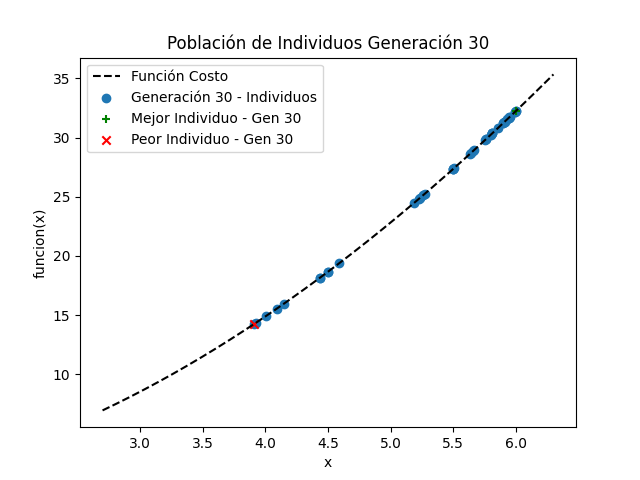 Población de Individuos Generación 30
Función Costo
Generación 30 - Individuos
Mejor Individuo - Gen 30
Peor Individuo - Gen 30
35
30
25
20
15
10
funcion(x)
3.0 3.5 4.0 4.5 5.0 5.5 6.0
x